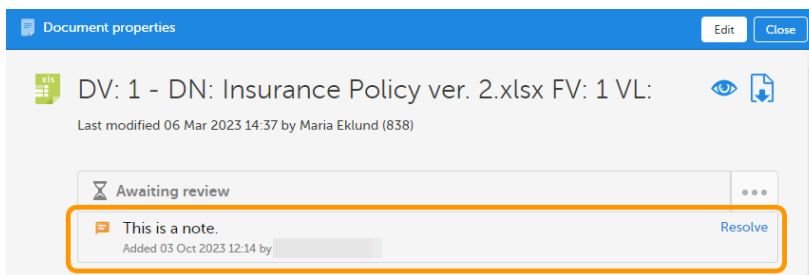 Document properties
Edit
Close
xls
DV: 1 - DN: Insurance Policy ver. 2.xlsx FV: 1 VL:
Last modified 06 Mar 2023 14:37 by Maria Eklund (838)
Awaiting review
This is a note.
Resolve
Added 03 Oct 2023 12:14 by